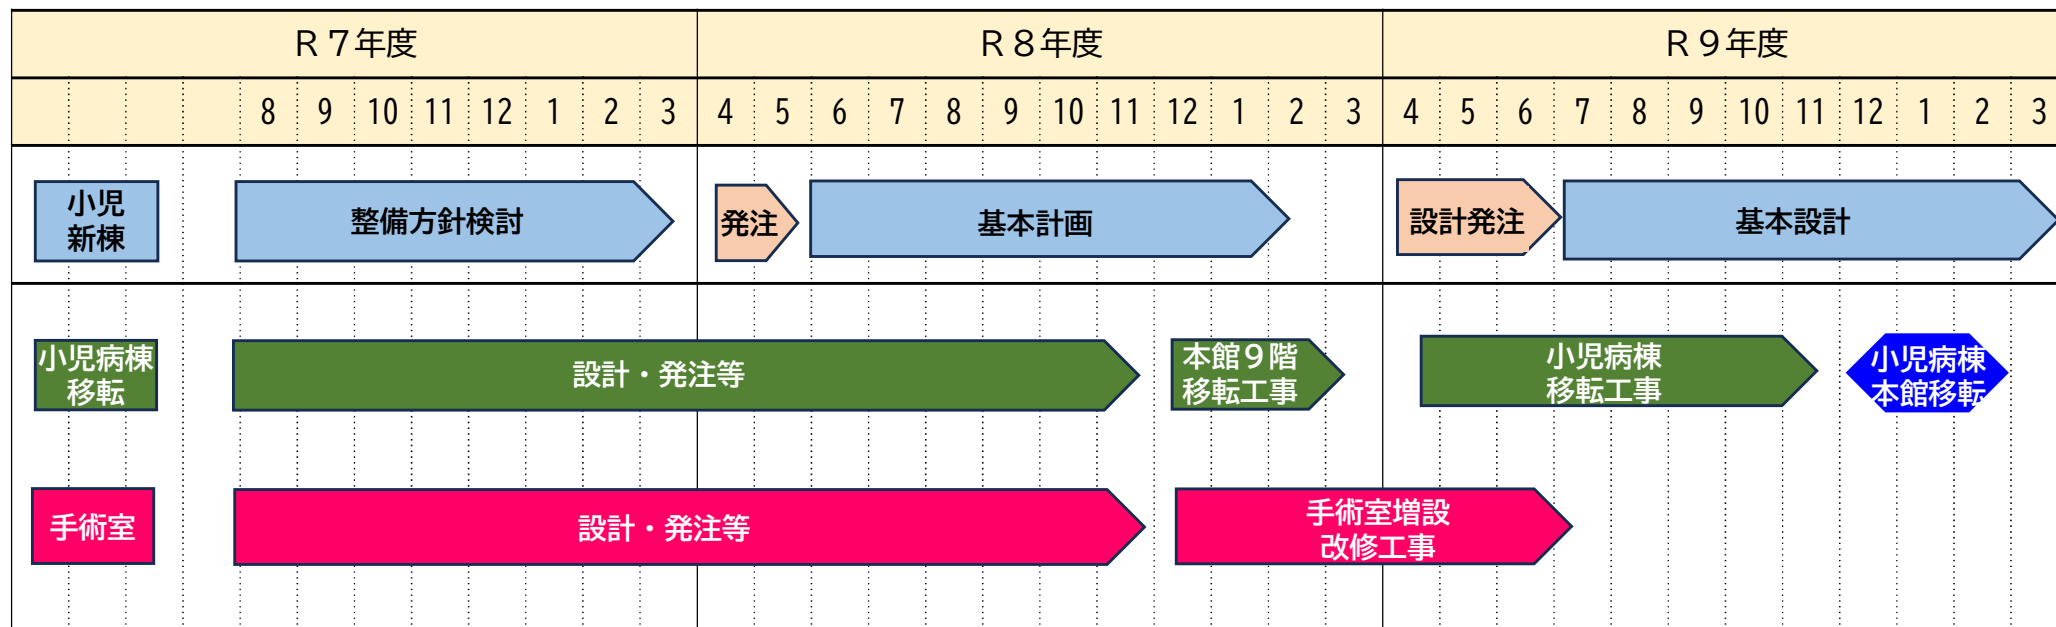 R7年度 R8年度 R9年度
8 9 10 11 12 1 2 3 4 5 6 7 8 9 10 11 12 1 2 3 4 5 6 7 8 9 10 11 12 1 2 3
小児
新棟
整備方針検討
発注
基本計画
設計発注
基本設計
小児病棟
移転
設計・発注等
本館9階
移転工事
小児病棟
移転工事
小児病棟
本館移転
手術室
設計・発注等
手術室増設
改修工事